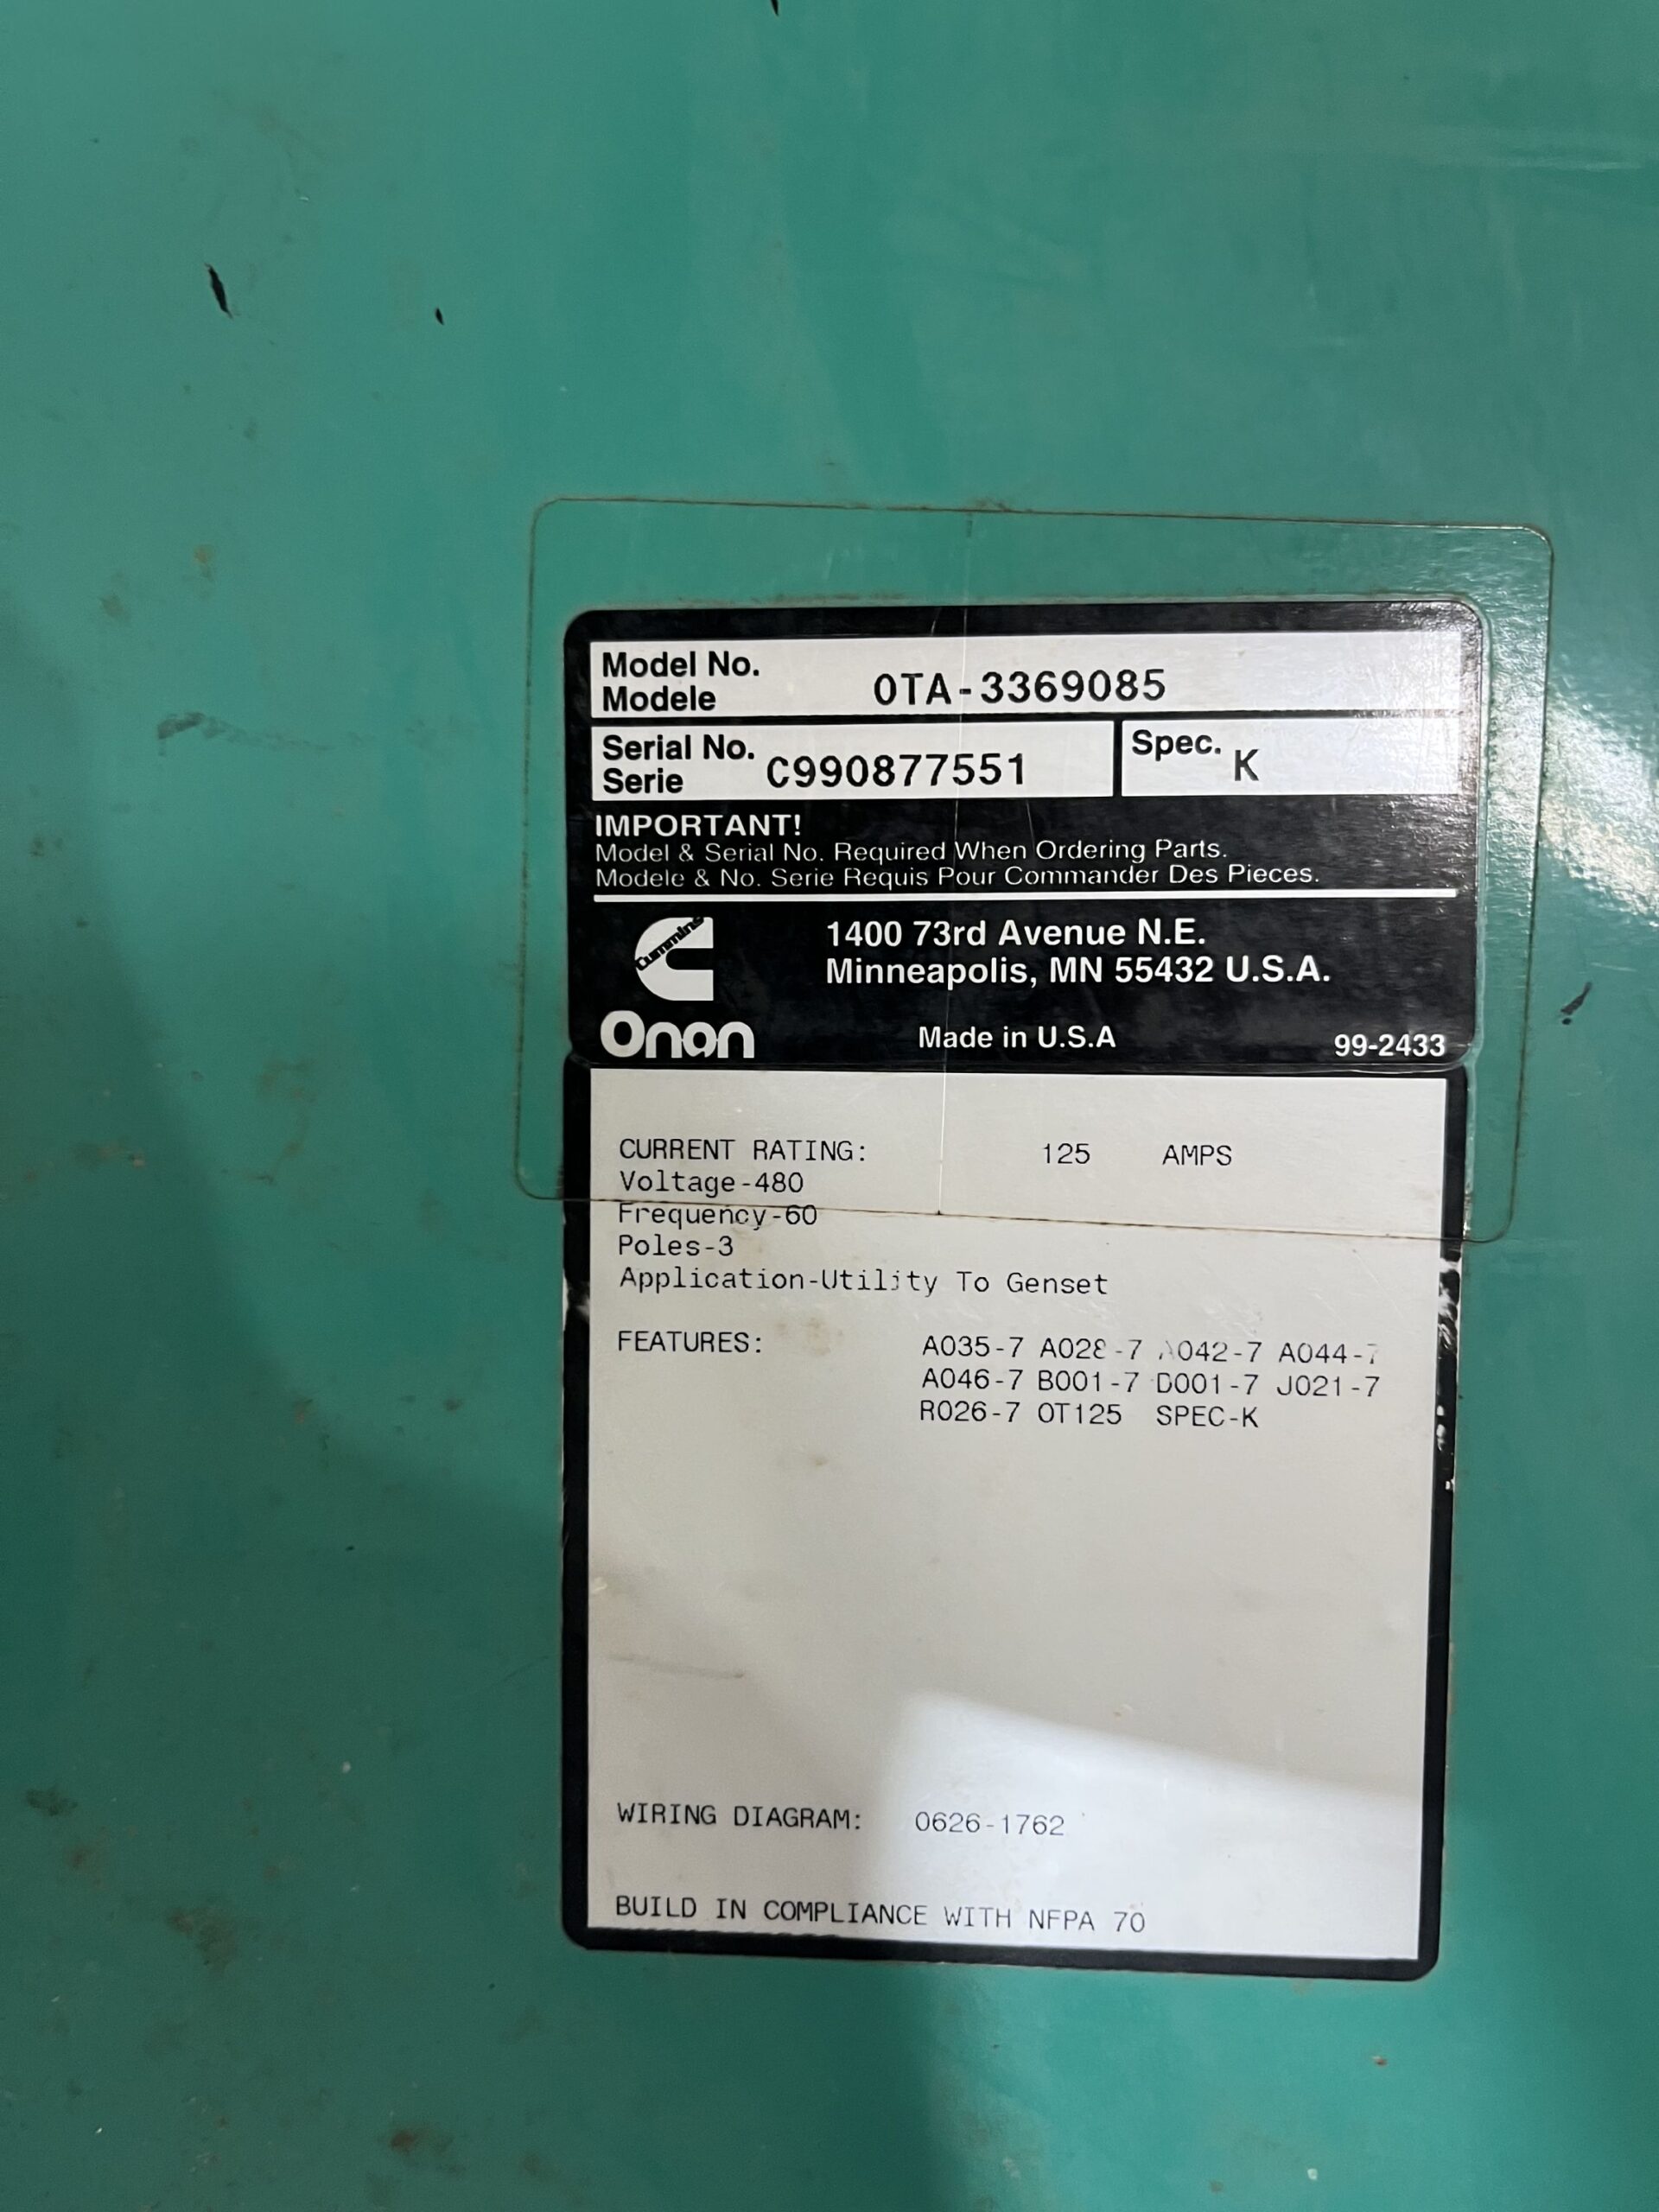 Model No.
Modele OTA-3369085
Serial No.
Serie C990877551
Spec. K
IMPORTANT!
Model & Serial No. Required When Ordering Parts.
Modele & No. Serie Requis Pour Commander Des Pieces.
Cummins
Onan
1400 73rd Avenue N.E.
Minneapolis, MN 55432 U.S.A.
Made in U.S.A
99-2433
CURRENT RATING: 125 AMPS
Voltage-480
Frequency-60
Poles-3
Application-Utility To Genset
FEATURES: A035-7 A028-7 A042-7 A044-7
A046-7 B001-7 D001-7 J021-7
R026-7 OT125 SPEC-K
WIRING DIAGRAM: 0626-1762
BUILD IN COMPLIANCE WITH NFPA 70